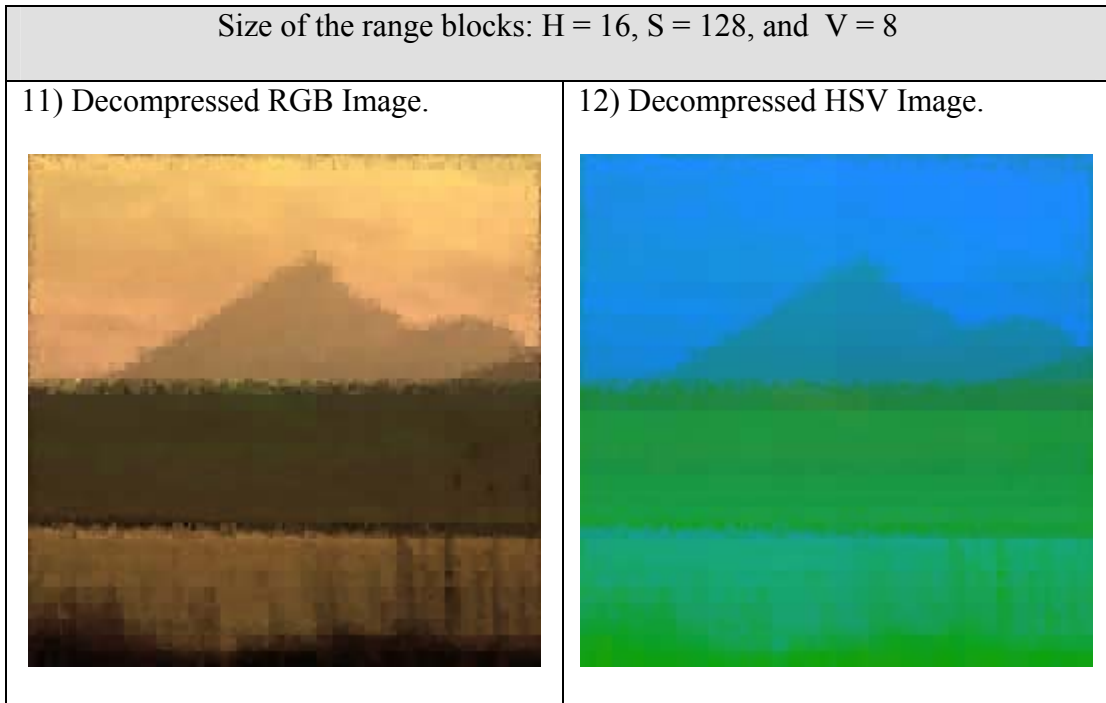 Size of the range blocks: H = 16, S = 128, and V = 8
11) Decompressed RGB Image.
12) Decompressed HSV Image.